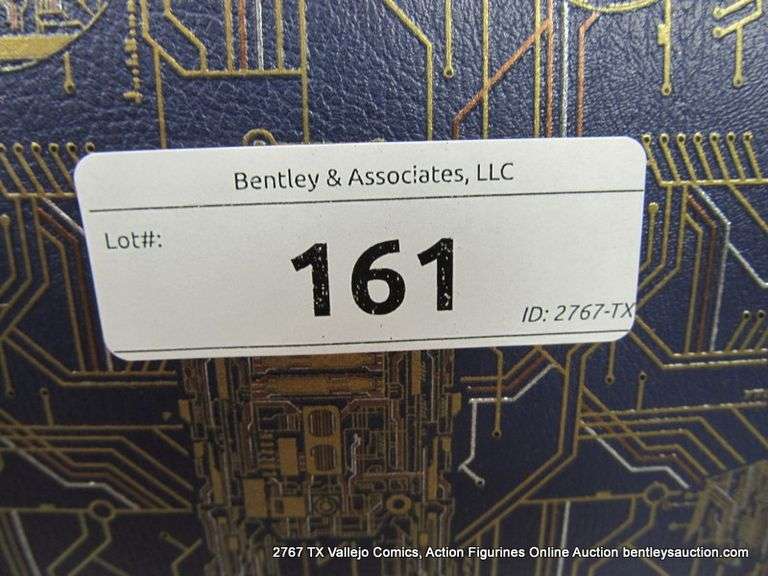 Bentley & Associates, LLC
Lot#:
161
ID: 2767-TX
2767 TX Vallejo Comics, Action Figurines Online Auction bentleysauction.com